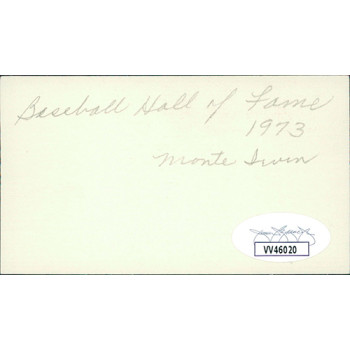 Baseball Hall of Fame
1973
Monte Irvin
VV46020